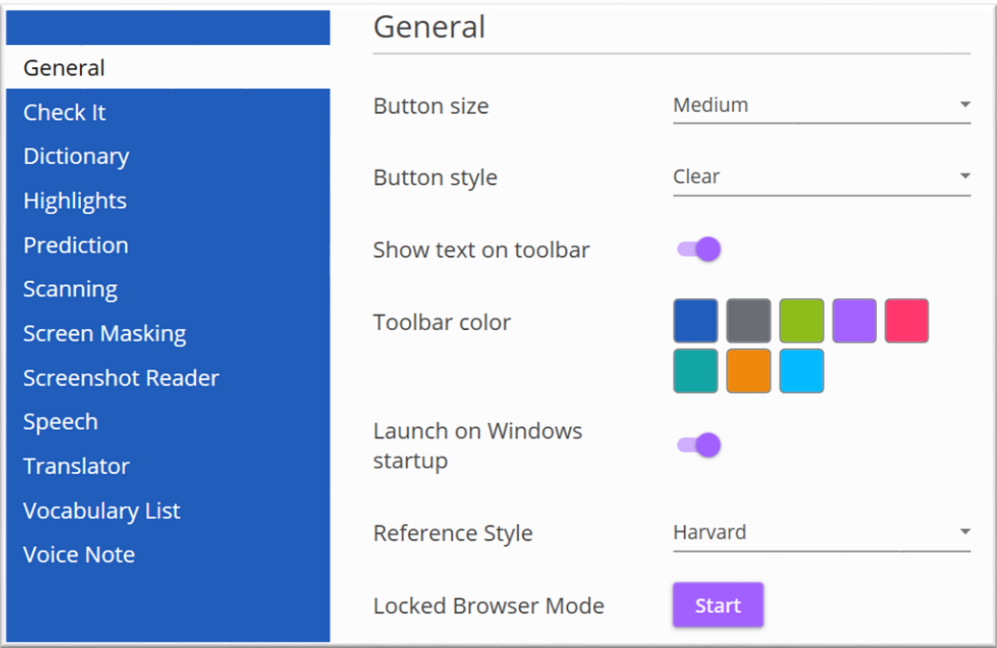 General
Check It
Dictionary
Highlights
Prediction
Scanning
Screen Masking
Screenshot Reader
Speech
Translator
Vocabulary List
Voice Note
General
Button size
Medium
Button style
Clear
Show text on toolbar
Toolbar color
Launch on Windows
startup
Reference Style
Harvard
Locked Browser Mode
Start